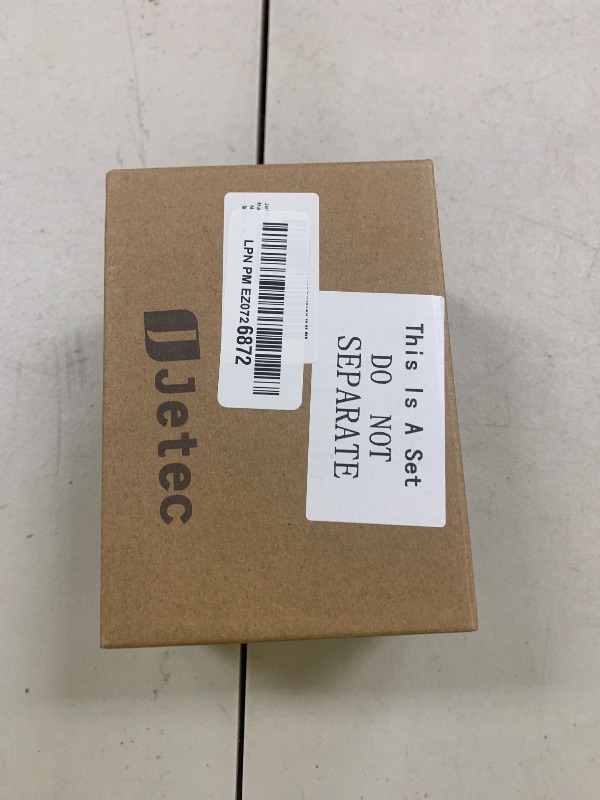 This Is A Set
DO NOT
SEPARATE
LPN PM EZ0726872
Jetec